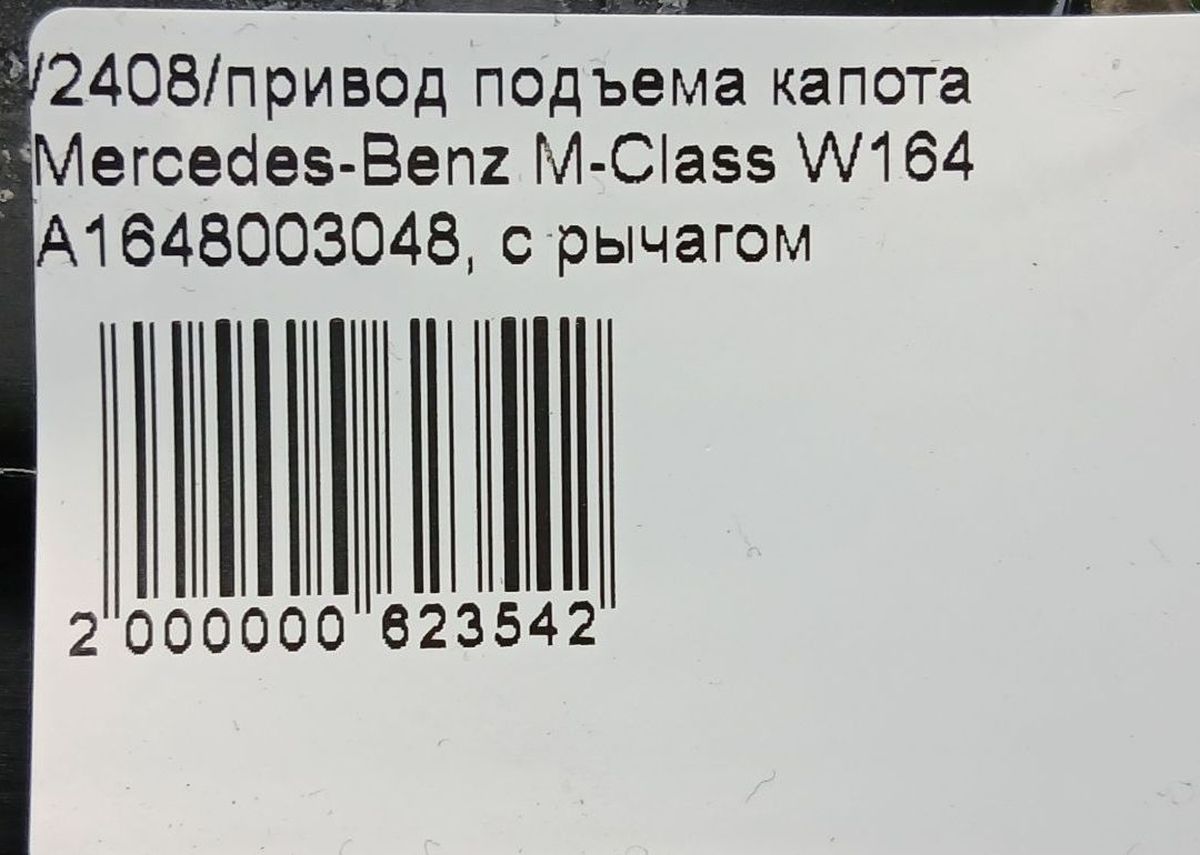 /2408/привод подъема капота
Mercedes-Benz M-Class W164
A1648003048, с рычагом
2 000000 623542